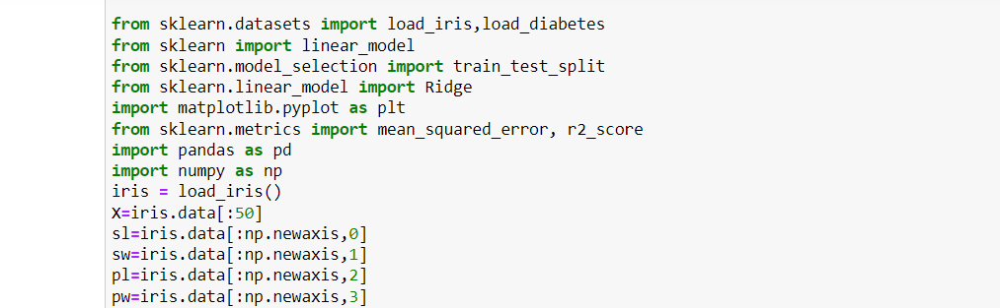 from sklearn.datasets import load_iris,load_diabetes
from sklearn import linear_model
from sklearn.model_selection import train_test_split
from sklearn.linear_model import Ridge
import matplotlib.pyplot as plt
from sklearn.metrics import mean_squared_error, r2_score
import pandas as pd
import numpy as np
iris = load_iris()
X=iris.data[:50]
sl=iris.data[:np.newaxis,0]
sw=iris.data[:np.newaxis,1]
pl=iris.data[:np.newaxis,2]
pw=iris.data[:np.newaxis,3]